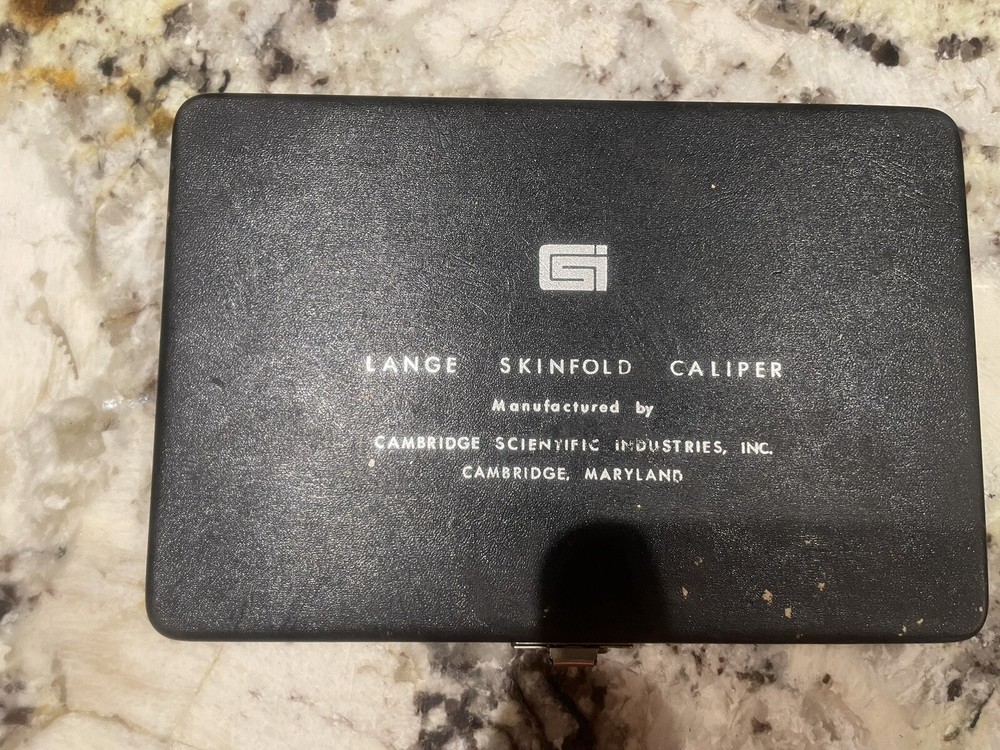 CSi
LANGE SKINFOLD CALIPER
Manufactured by
CAMBRIDGE SCIENTIFIC INDUSTRIES, INC.
CAMBRIDGE, MARYLAND